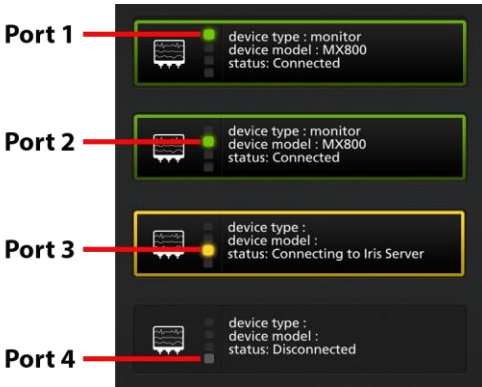 Port 1
device type : monitor
device model : MX800
status: Connected
Port 2
device type : monitor
device model : MX800
status: Connected
Port 3
device type :
device model :
status: Connecting to Iris Server
Port 4
device type :
device model :
status: Disconnected